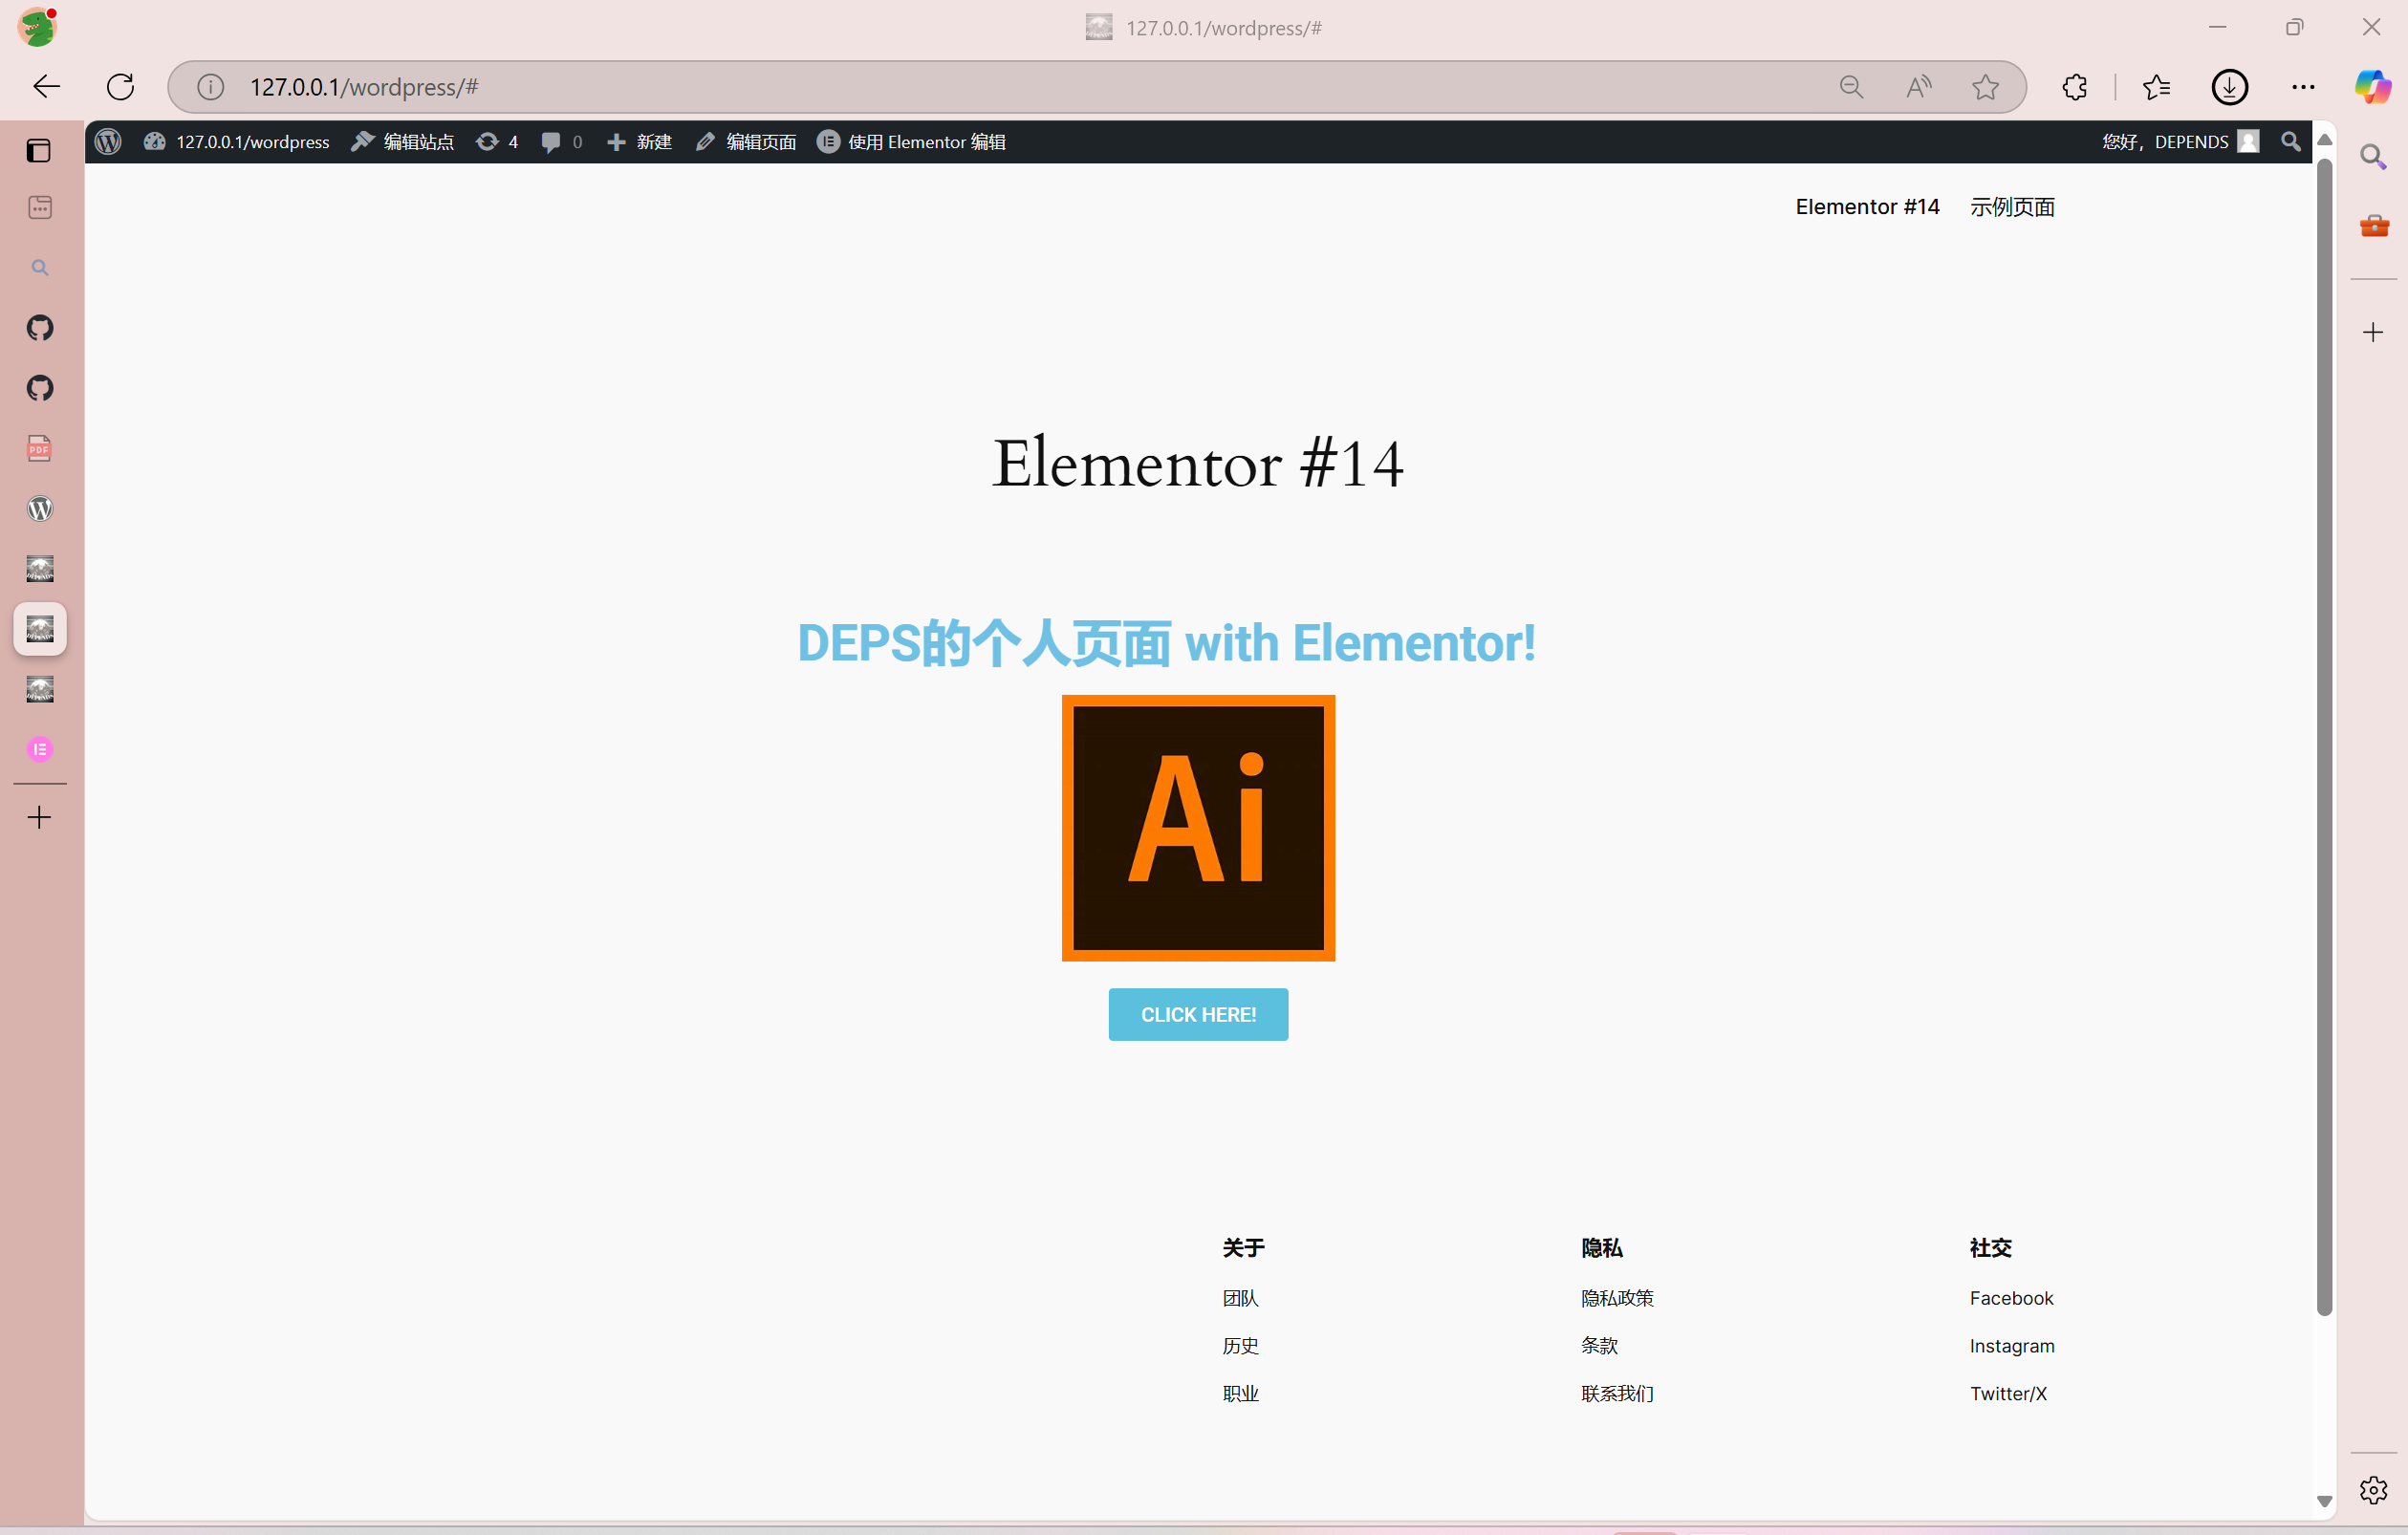 127.0.0.1/wordpress/#
127.0.0.1/wordpress/#
127.0.0.1/wordpress 编辑站点 4 0 新建 编辑页面 使用 Elementor 编辑 您好，DEPENDS
Elementor #14 示例页面
PDF
Elementor #14
DEPS的个人页面 with Elementor!
Ai
CLICK HERE!
关于 隐私 社交
团队 隐私政策 Facebook
历史 条款 Instagram
职业 联系我们 Twitter/X